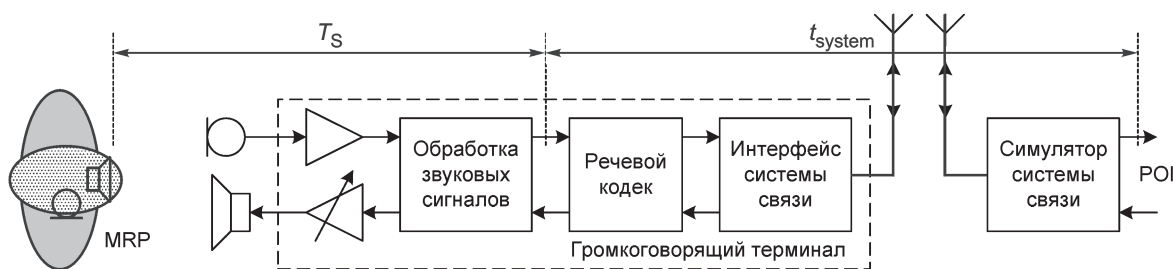 T_S
t_system
Обработка
звуковых
сигналов
Речевой
кодек
Интерфейс
системы
связи
Симулятор
системы
связи
POI
MRP
Громкоговорящий терминал